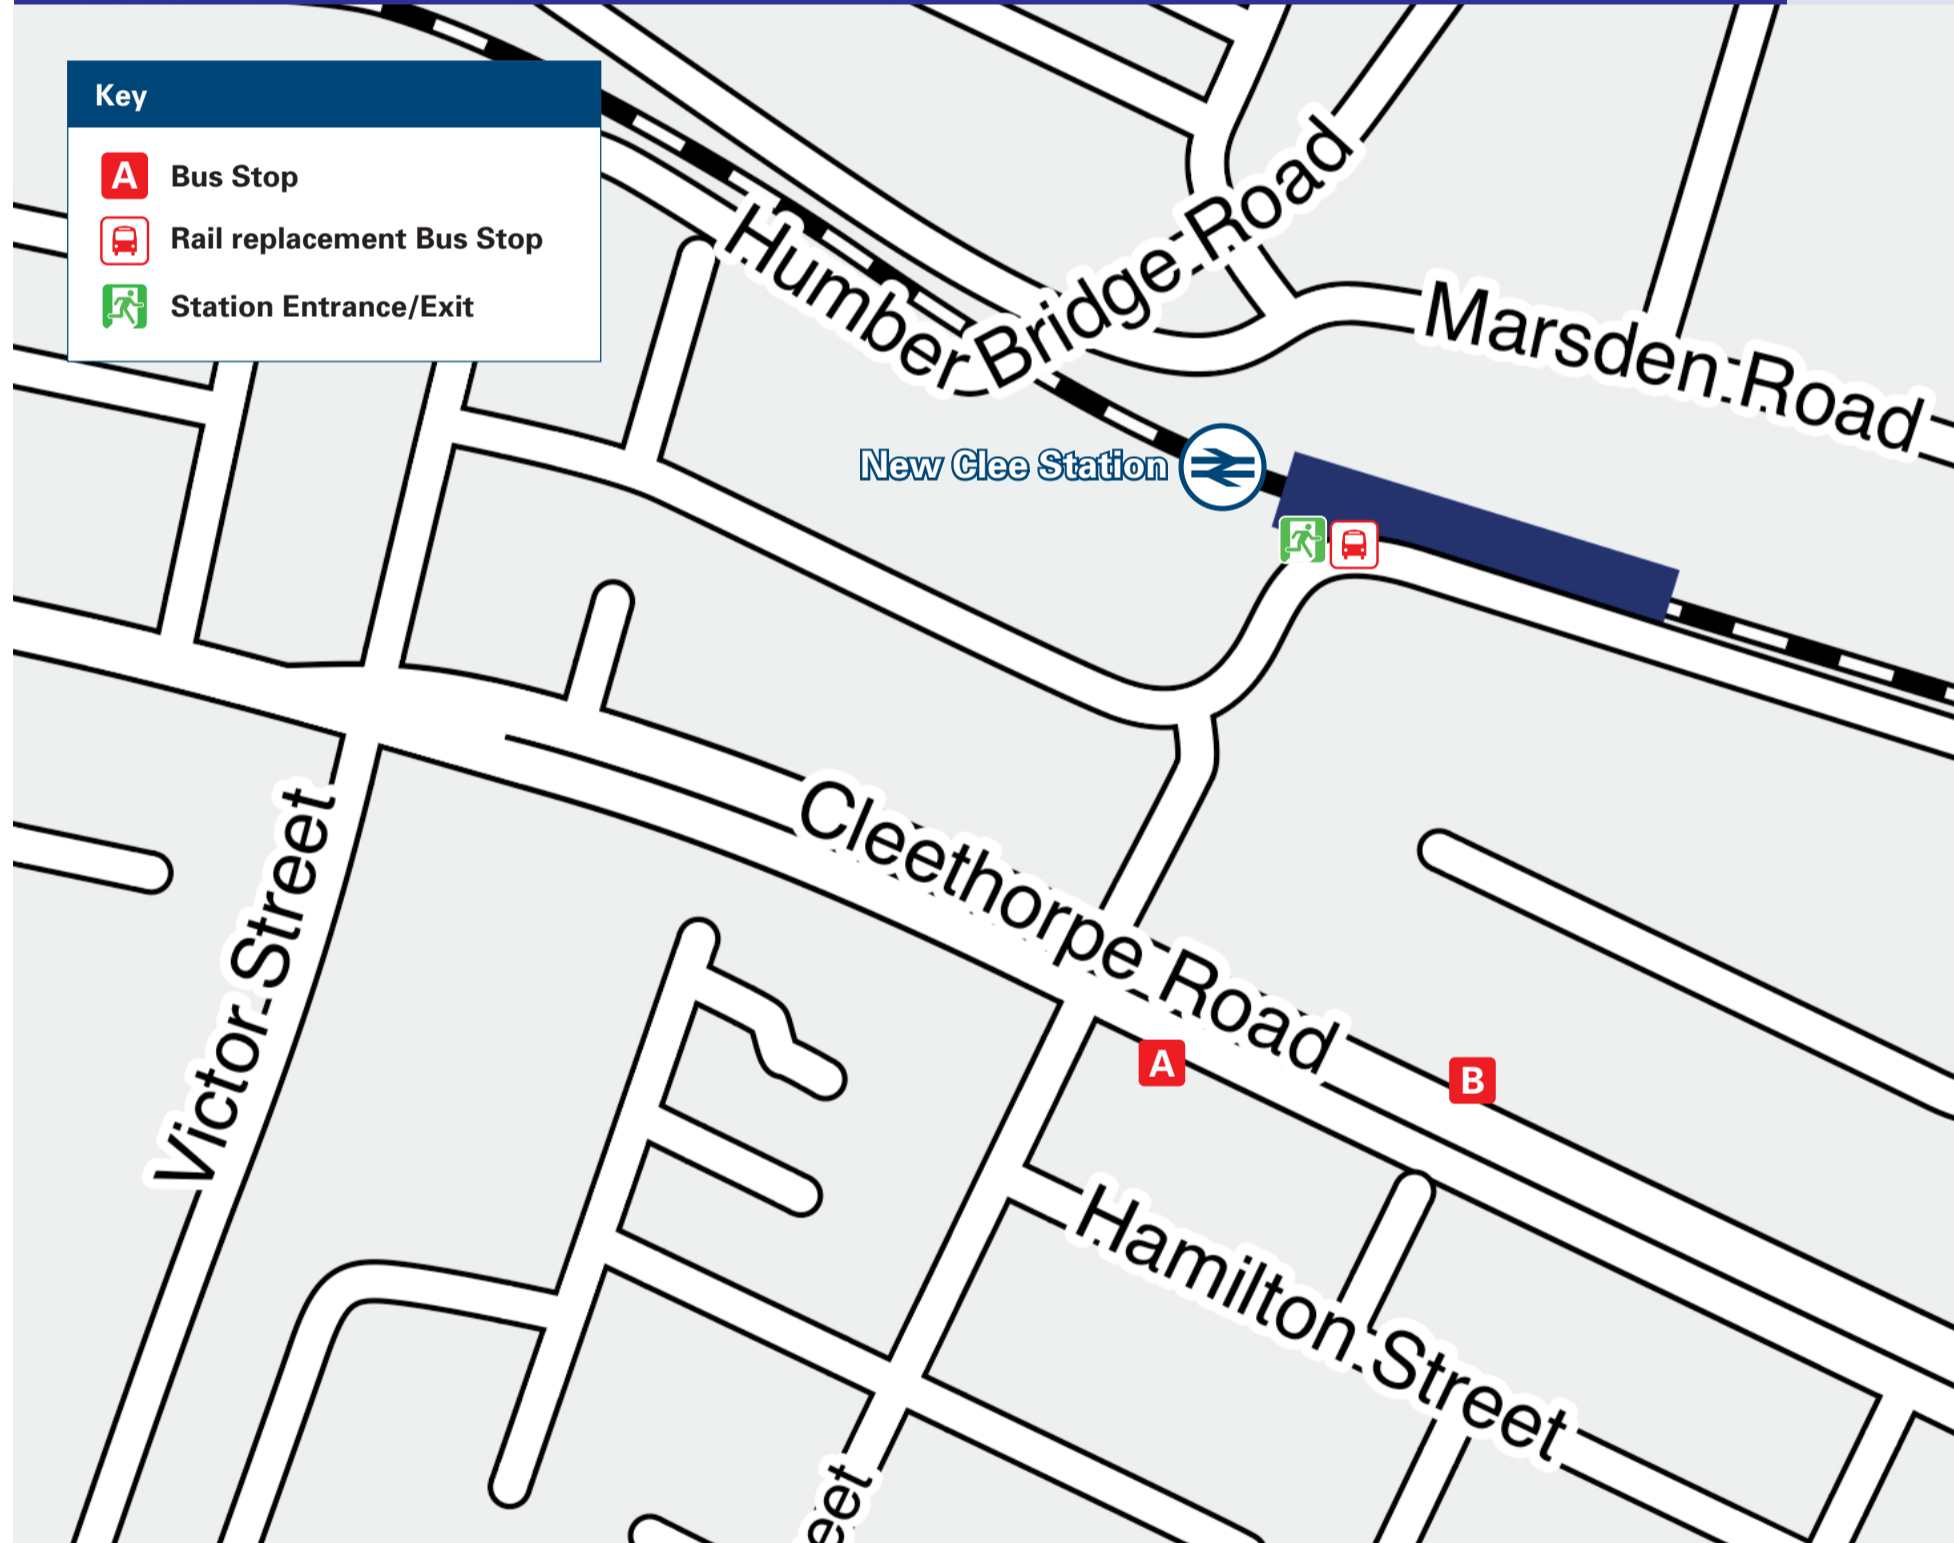 Key
A Bus Stop
Rail replacement Bus Stop
Station Entrance/Exit
Humber Bridge Road
Marsden Road
New Clee Station
Cleethorpe Road
Victor Street
A
B
Hamilton Street
eet